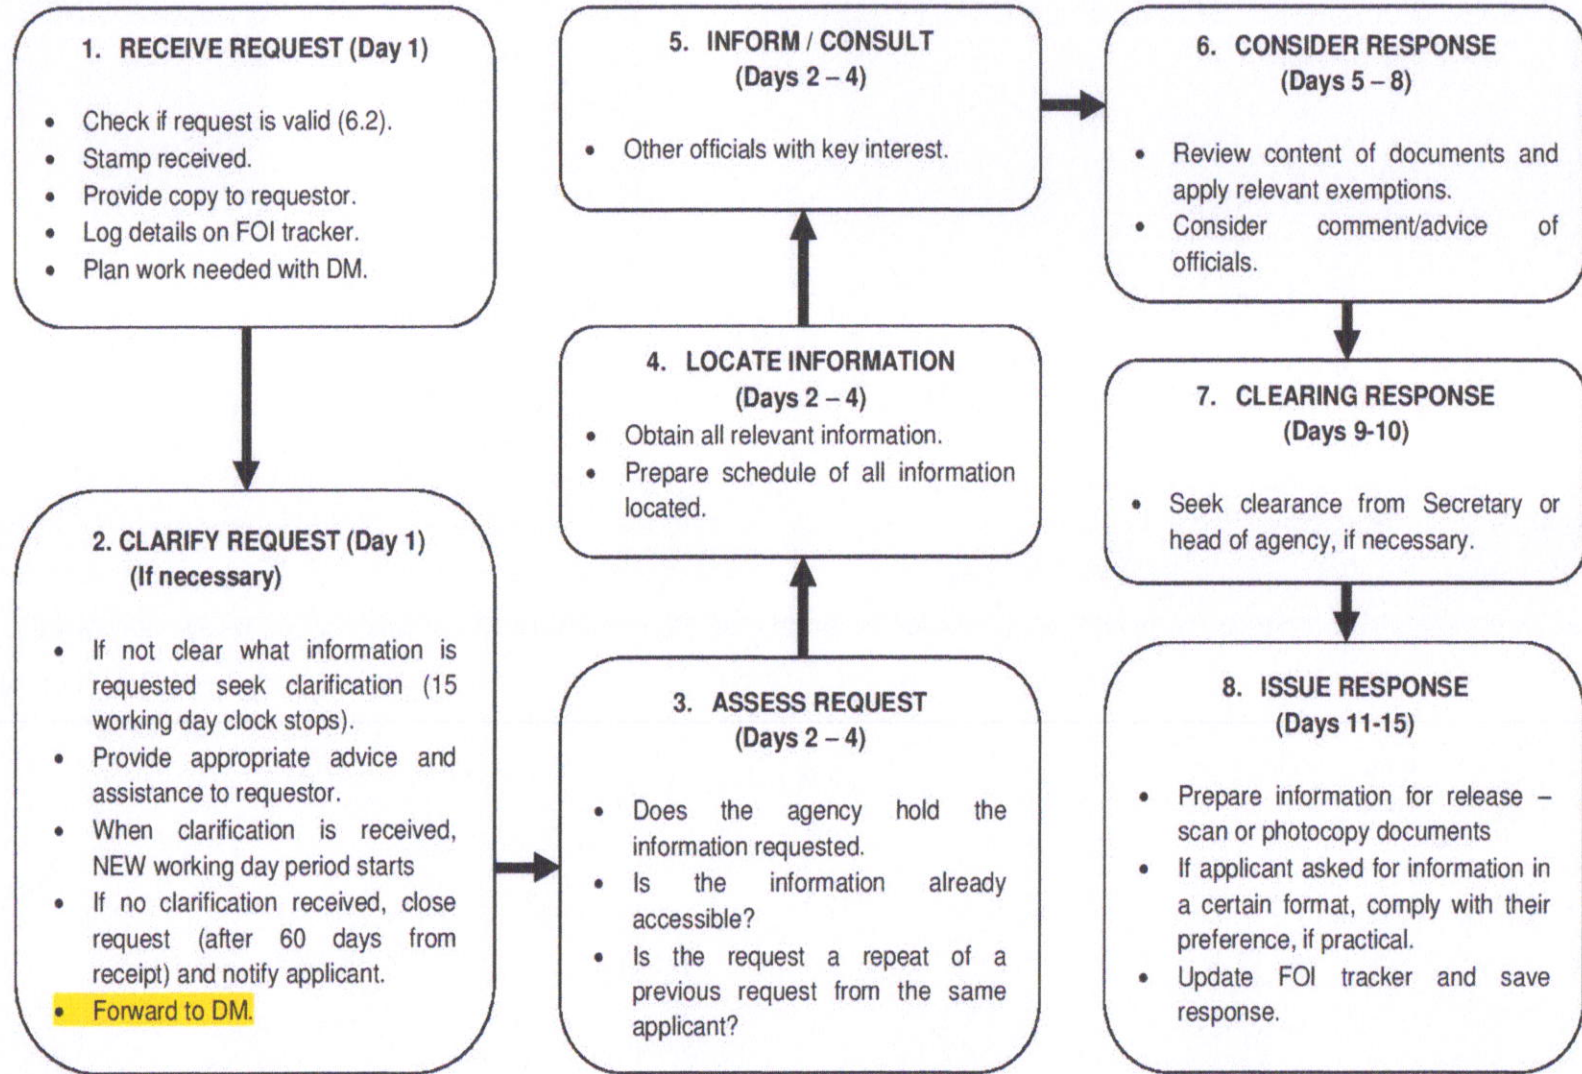 1. RECEIVE REQUEST (Day 1)
• Check if request is valid (6.2).
• Stamp received.
• Provide copy to requestor.
• Log details on FOI tracker.
• Plan work needed with DM.
2. CLARIFY REQUEST (Day 1)
(If necessary)
• If not clear what information is
requested seek clarification (15
working day clock stops).
• Provide appropriate advice and
assistance to requestor.
• When clarification is received,
NEW working day period starts
• If no clarification received, close
request (after 60 days from
receipt) and notify applicant.
• Forward to DM.
3. ASSESS REQUEST
(Days 2 – 4)
• Does the agency hold the
information requested.
• Is the information already
accessible?
• Is the request a repeat of a
previous request from the same
applicant?
4. LOCATE INFORMATION
(Days 2 – 4)
• Obtain all relevant information.
• Prepare schedule of all information
located.
5. INFORM / CONSULT
(Days 2 – 4)
• Other officials with key interest.
6. CONSIDER RESPONSE
(Days 5 – 8)
• Review content of documents and
apply relevant exemptions.
• Consider comment/advice of
officials.
7. CLEARING RESPONSE
(Days 9-10)
• Seek clearance from Secretary or
head of agency, if necessary.
8. ISSUE RESPONSE
(Days 11-15)
• Prepare information for release –
scan or photocopy documents
• If applicant asked for information in
a certain format, comply with their
preference, if practical.
• Update FOI tracker and save
response.